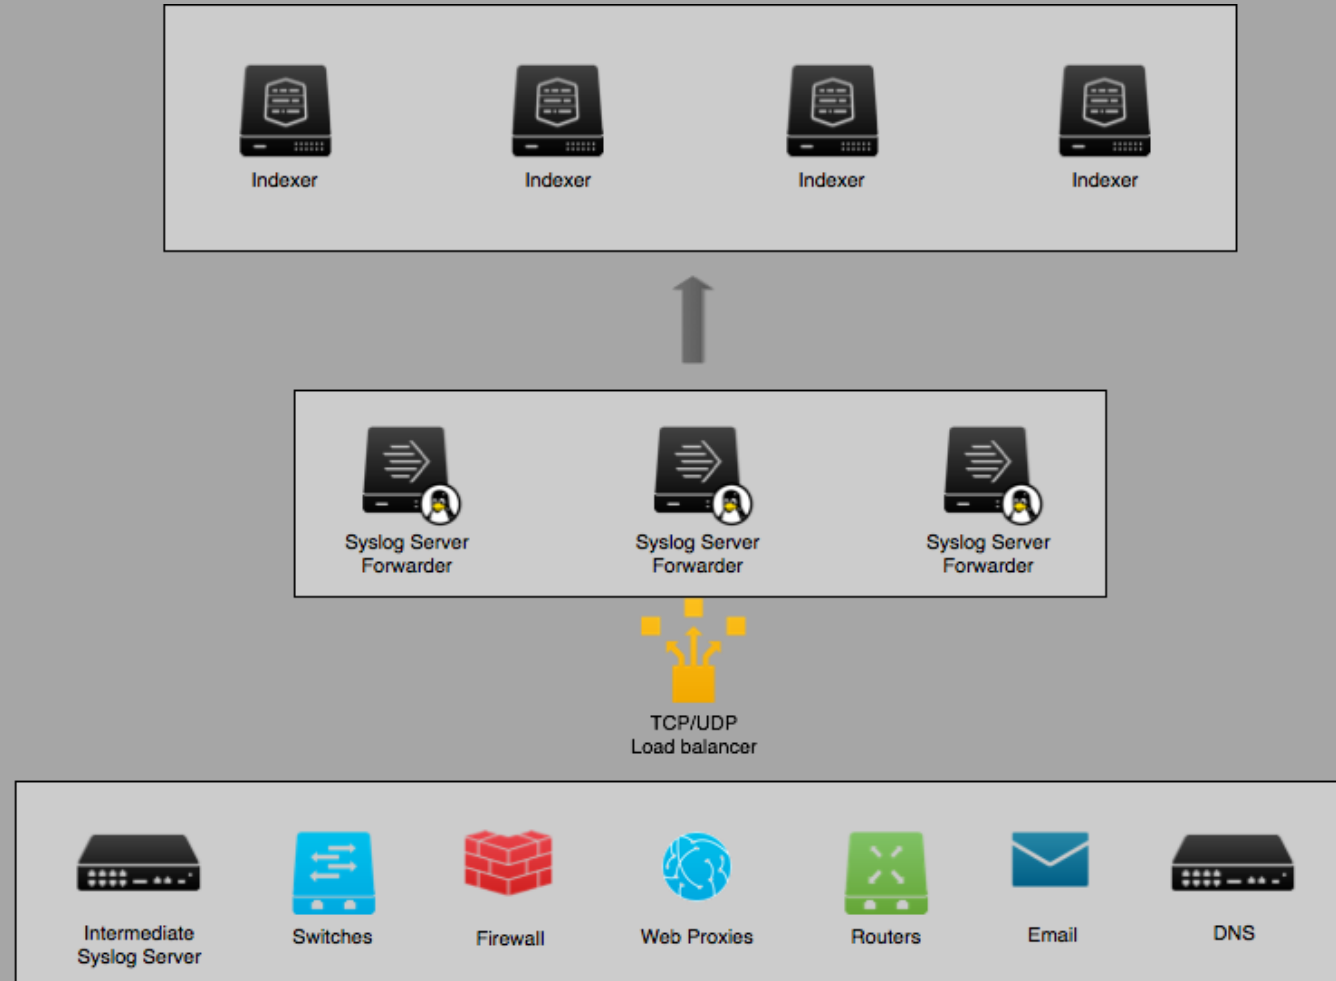 Indexer
Indexer
Indexer
Indexer
Syslog Server
Forwarder
Syslog Server
Forwarder
Syslog Server
Forwarder
TCP/UDP
Load balancer
Intermediate
Syslog Server
Switches
Firewall
Web Proxies
Routers
Email
DNS